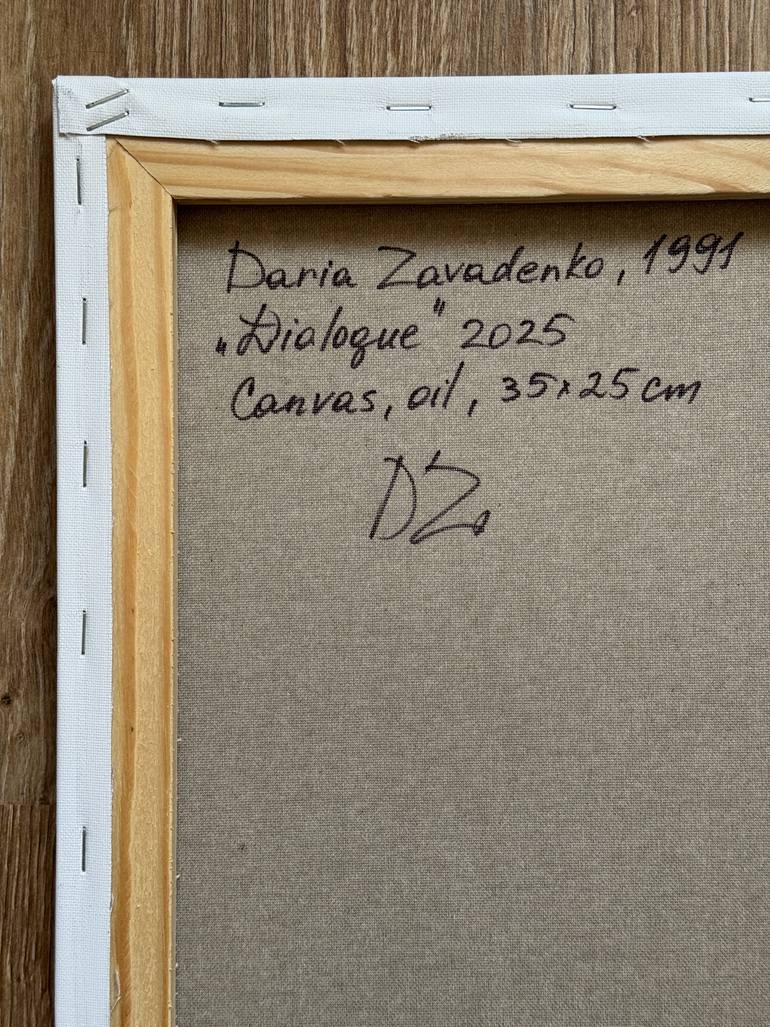 Daria Zavadenko, 1991
„Dialogue" 2025
Canvas, oil, 35x25 cm
DZ